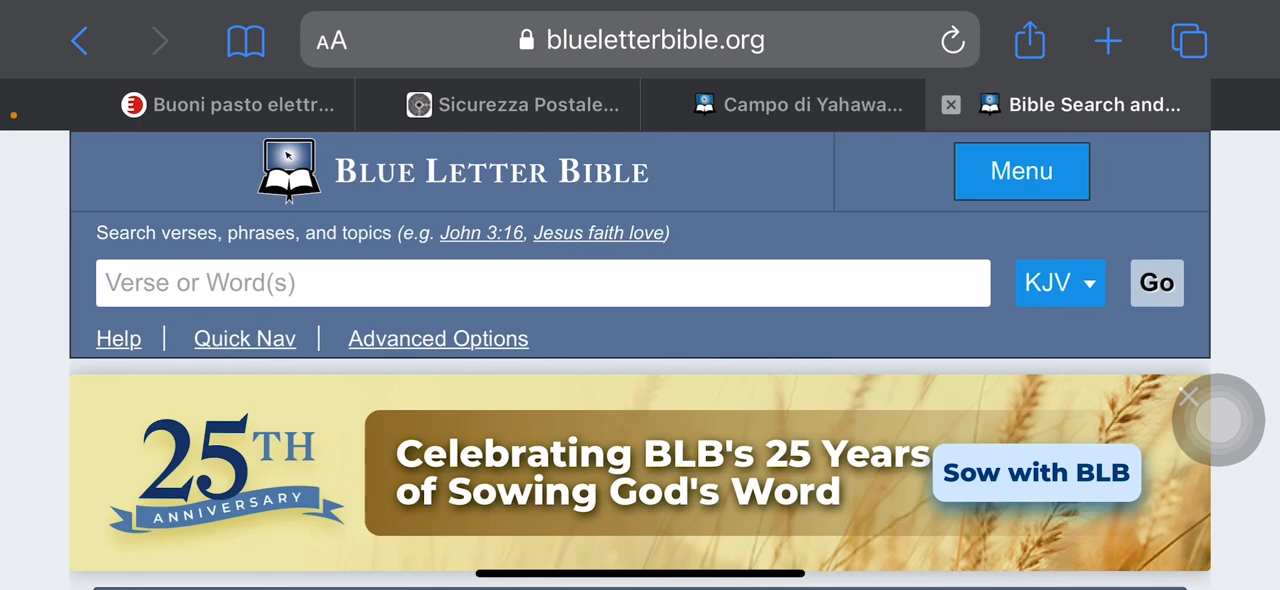 AA
blueletterbible.org
Buoni pasto elettr...
Sicurezza Postale...
Campo di Yahawa...
Bible Search and...
BLUE LETTER BIBLE
Menu
Search verses, phrases, and topics (e.g. John 3:16, Jesus faith love)
Verse or Word(s)
KJV
Go
Help
Quick Nav
Advanced Options
25TH
ANNIVERSARY
Celebrating BLB's 25 Years
of Sowing God's Word
Sow with BLB